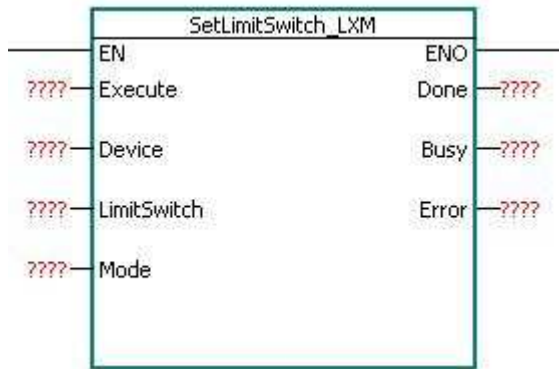 SetLimitSwitch_LXM
EN ENO
???? Execute Done ????
???? Device Busy ????
???? LimitSwitch Error ????
???? Mode